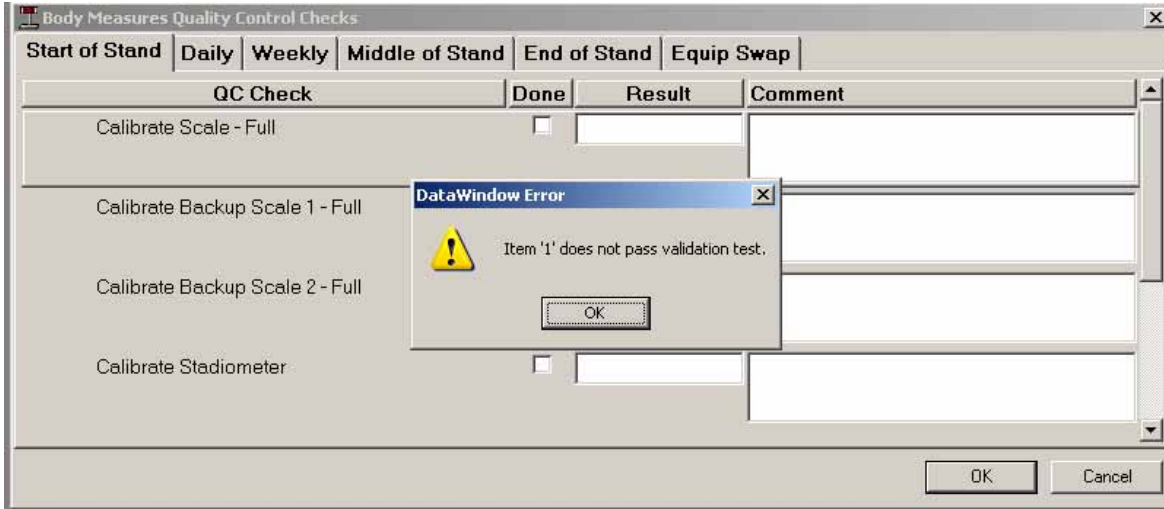 Body Measures Quality Control Checks
Start of Stand Daily Weekly Middle of Stand End of Stand Equip Swap
QC Check Done Result Comment
Calibrate Scale - Full
Calibrate Backup Scale 1 - Full
Calibrate Backup Scale 2 - Full
Calibrate Stadiometer
DataWindow Error
Item '1' does not pass validation test.
OK
OK Cancel